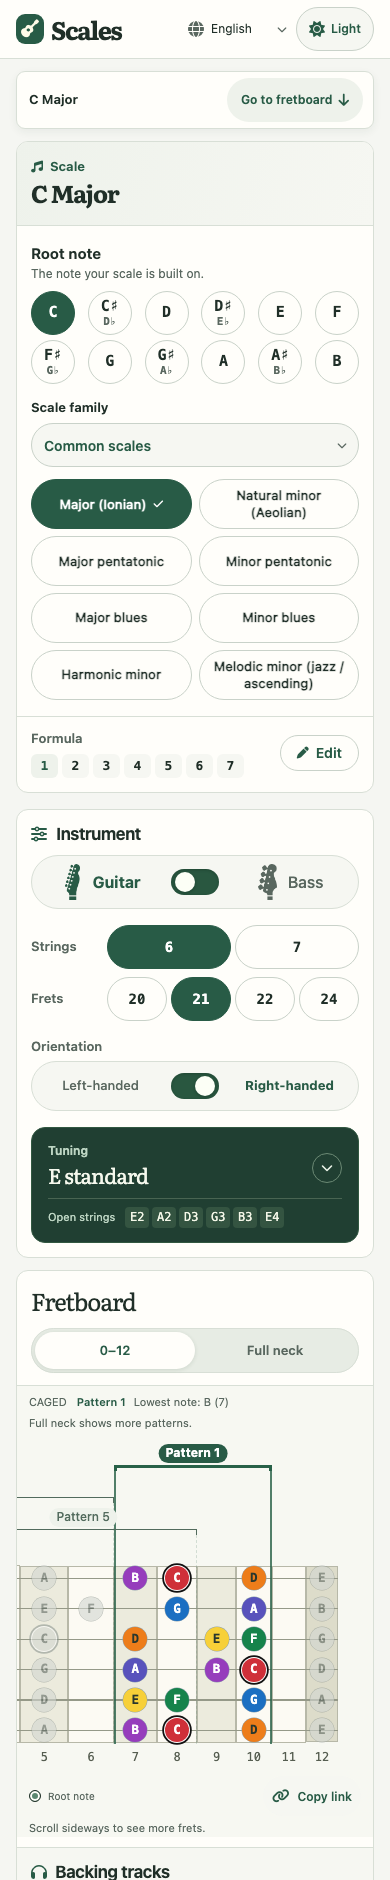 Scales
English
Light
C Major
Go to fretboard
Scale
C Major
Root note
The note your scale is built on.
C C♯ D♭ D D♯ E♭ E F
F♯ G♭ G G♯ A♭ A A♯ B♭ B
Scale family
Common scales
Major (Ionian)
Natural minor (Aeolian)
Major pentatonic
Minor pentatonic
Major blues
Minor blues
Harmonic minor
Melodic minor (jazz / ascending)
Formula
1 2 3 4 5 6 7
Edit
Instrument
Guitar
Bass
Strings
6 7
Frets
20 21 22 24
Orientation
Left-handed
Right-handed
Tuning
E standard
Open strings E2 A2 D3 G3 B3 E4
Fretboard
0–12
Full neck
CAGED Pattern 1 Lowest note: B (7)
Full neck shows more patterns.
Pattern 1
Pattern 5
A B C D E
E F G A B
C D E F G
G A B C D
D E F G A
A B C D E
5 6 7 8 9 10 11 12
Root note
Copy link
Scroll sideways to see more frets.
Backing tracks